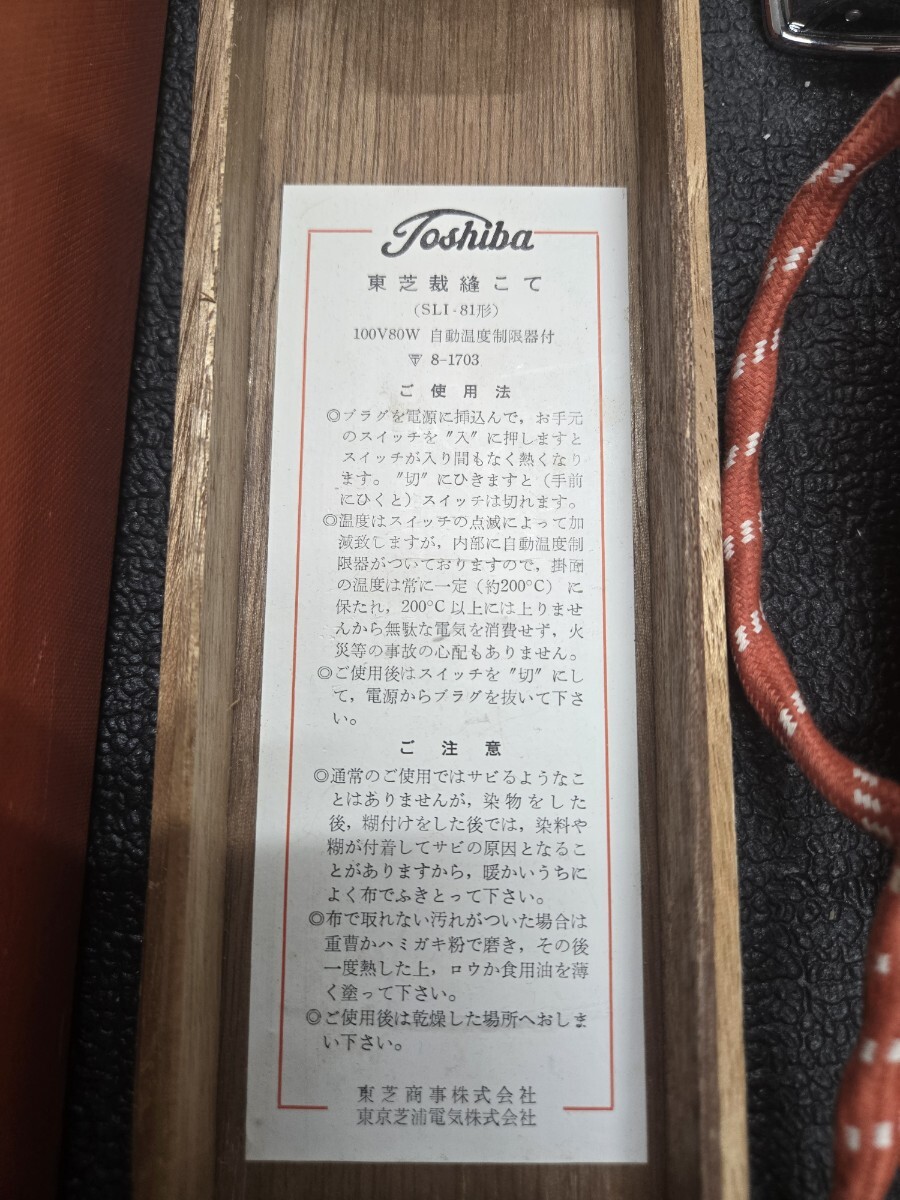 Toshiba
東芝裁縫こて
(SLI-81形)
100V80W 自動温度制限器付
〒 8-1703
ご使用法
◎プラグを電源に挿込んで，お手元
のスイッチを〝入〟に押しますと
スイッチが入り間もなく熱くなり
ます。〝切〟にひきますと（手前
にひくと）スイッチは切れます。
◎温度はスイッチの点滅によって加
減致しますが，内部に自動温度制
限器がついておりますので，掛面
の温度は常に一定（約200°C）に
保たれ，200°C以上には上りませ
んから無駄な電気を消費せず，火
災等の事故の心配もありません。
◎ご使用後はスイッチを〝切〟にし
て，電源からプラグを抜いて下さ
い。
ご注意
◎通常のご使用ではサビるようなこ
とはありませんが，染物をした
後，糊付けをした後では，染料や
糊が付着してサビの原因となるこ
とがありますから，暖かいうちに
よく布でふきとって下さい。
◎布で取れない汚れがついた場合は
重曹かハミガキ粉で磨き，その後
一度熱した上，ロウか食用油を薄
く塗って下さい。
◎ご使用後は乾燥した場所へおしま
い下さい。
東芝商事株式会社
東京芝浦電気株式会社